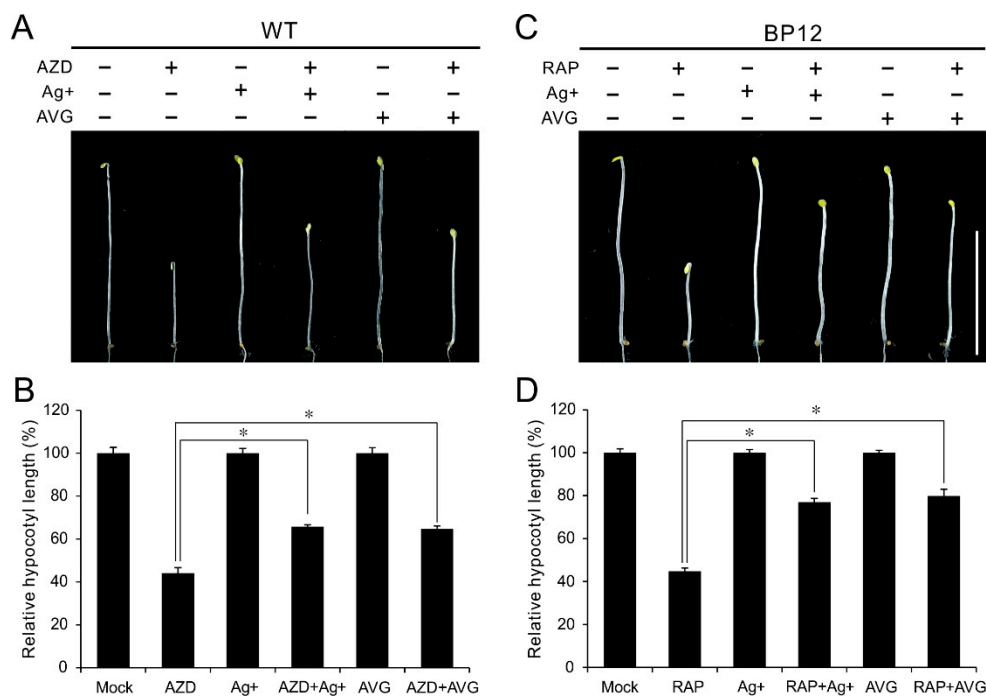 A
WT
AZD – + – + – +
Ag+ – – + + – –
AVG – – – – + +
B
Relative hypocotyl length (%)
120
100
80
60
40
20
0
*
*
Mock AZD Ag+ AZD+Ag+ AVG AZD+AVG
C
BP12
RAP – + – + – +
Ag+ – – + + – –
AVG – – – – + +
D
Relative hypocotyl length (%)
120
100
80
60
40
20
0
*
*
Mock RAP Ag+ RAP+Ag+ AVG RAP+AVG